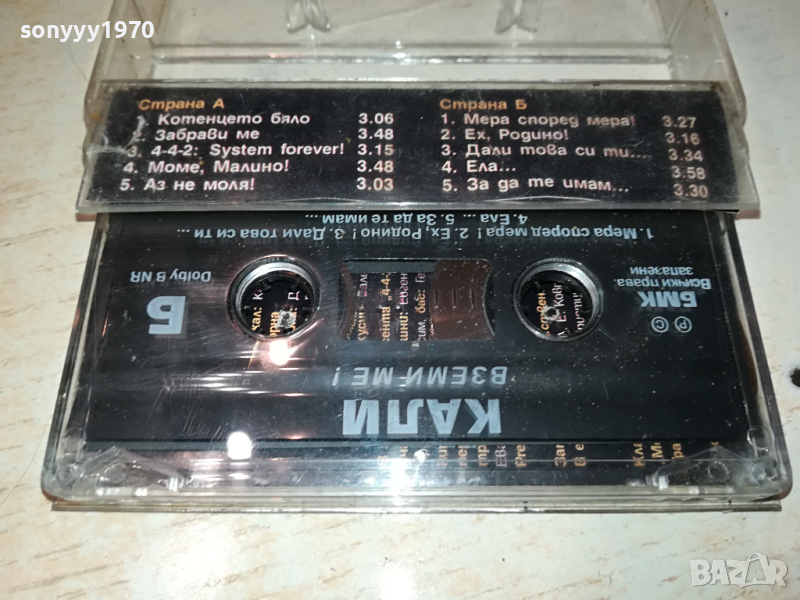 sonyyy1970
Страна А
1. Котенцето бяло 3.06
2. Забрави ме 3.48
3. 4-4-2: System forever! 3.15
4. Моме, Малино! 3.48
5. Аз не моля! 3.03
Страна Б
1. Мера според мера! 3.27
2. Ех, Родино! 3.16
3. Дали това си ти... 3.34
4. Ела... 3.58
5. За да те имам... 3.30
КАЛИ
ВЗЕМИ МЕ !
Б
Dolby B NR
Ⓟ ©
БМК
Всички права
запазени
1. Мера според мера ! 2. Ех, Родино ! 3. Дали това си ти ...
4. Ела ... 5. За да те имам ...
BAZAR